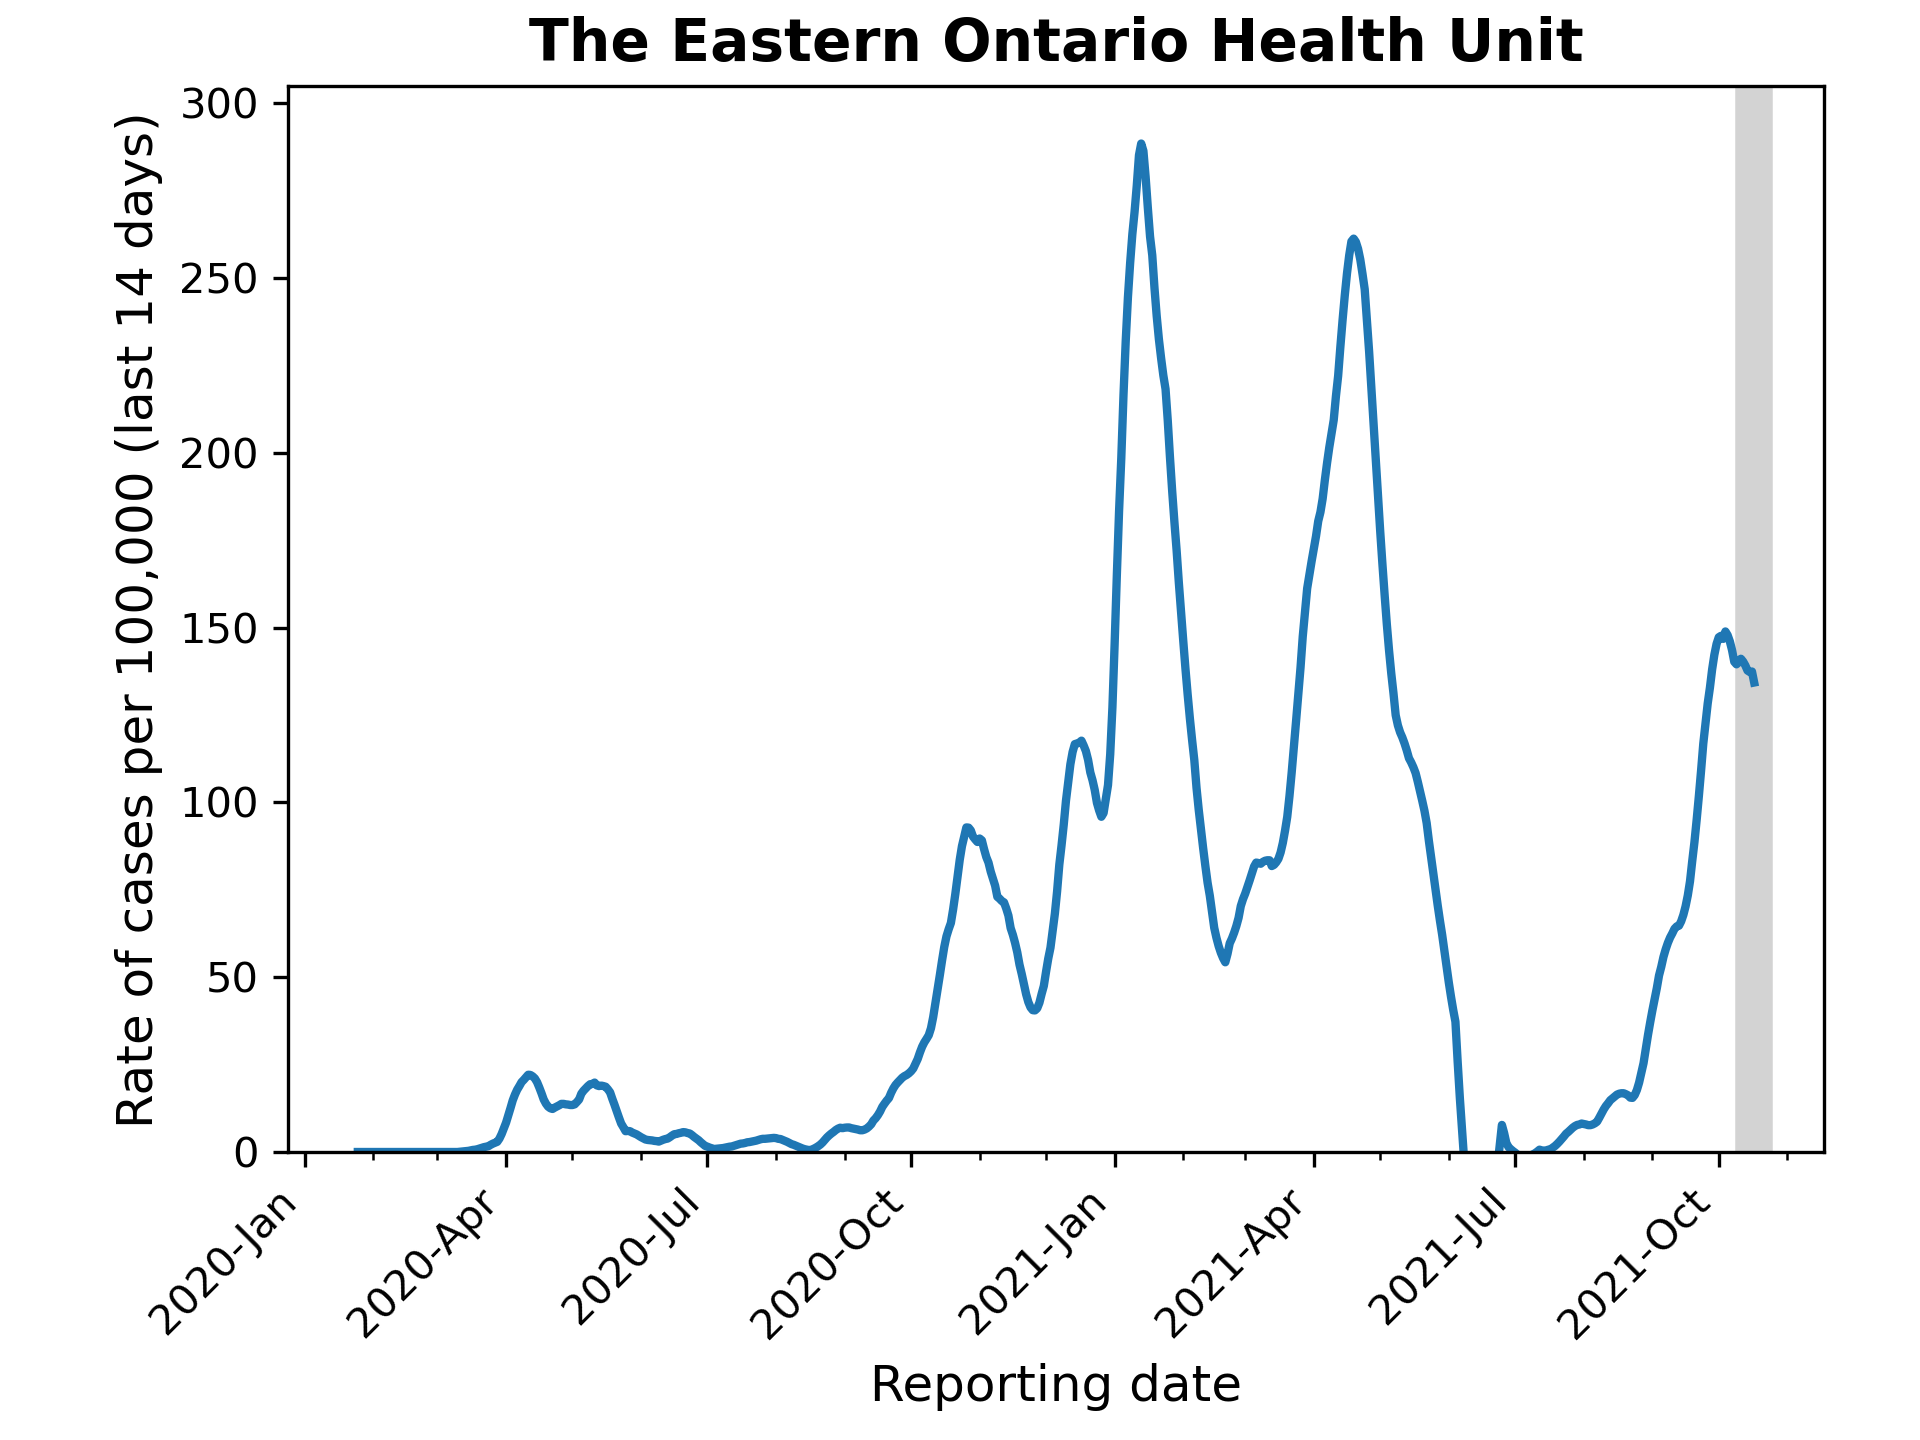 The Eastern Ontario Health Unit
Rate of cases per 100,000 (last 14 days)
300
250
200
150
100
50
0
2020-Jan
2020-Apr
2020-Jul
2020-Oct
2021-Jan
2021-Apr
2021-Jul
2021-Oct
Reporting date